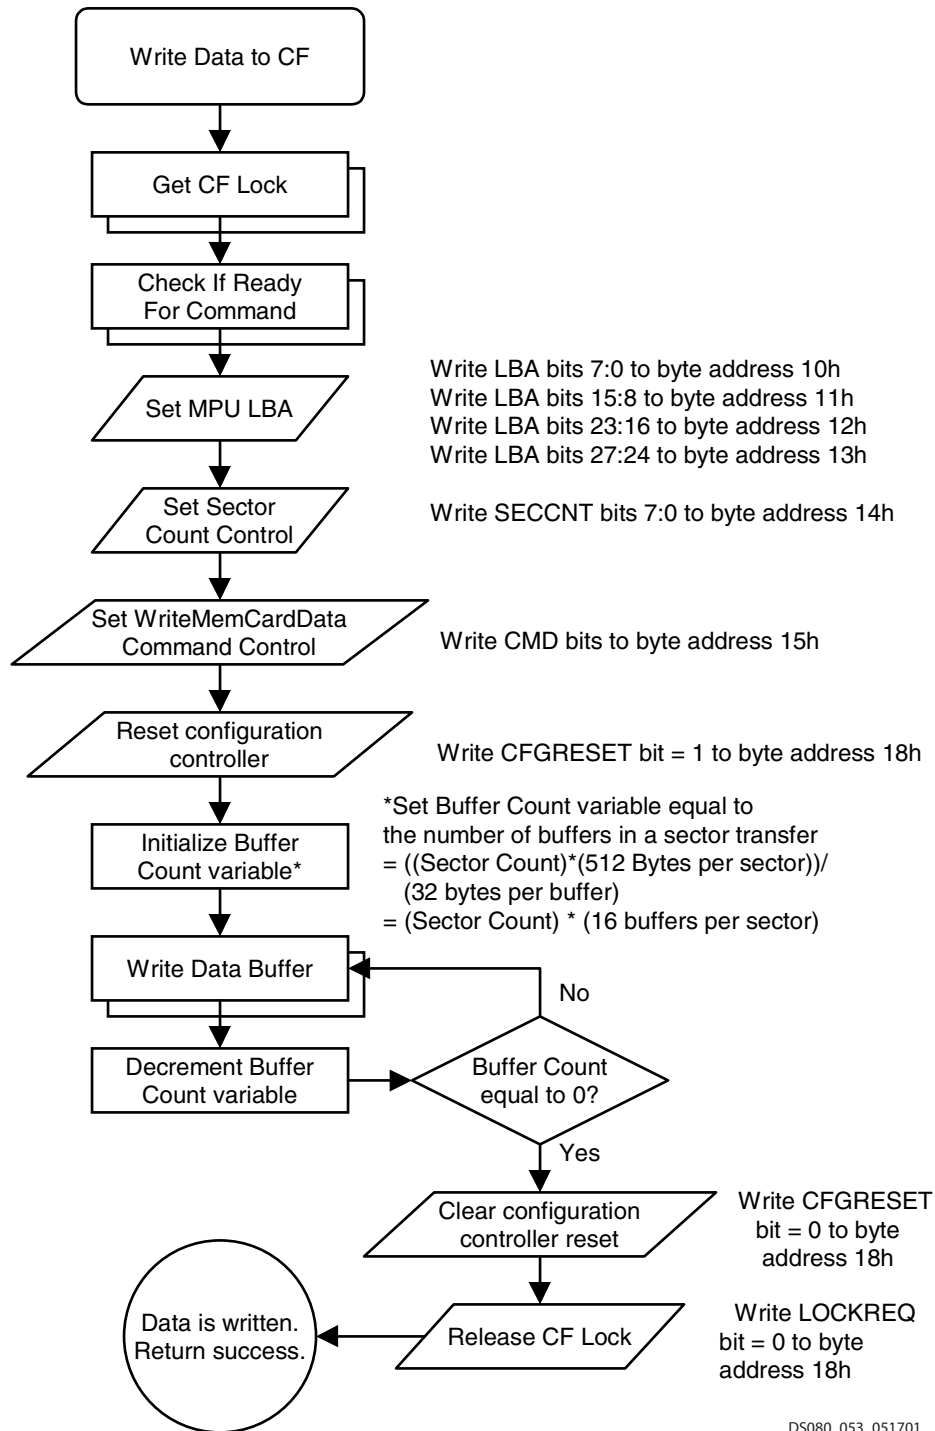 Write Data to CF
Get CF Lock
Check If Ready
For Command
Set MPU LBA
Write LBA bits 7:0 to byte address 10h
Write LBA bits 15:8 to byte address 11h
Write LBA bits 23:16 to byte address 12h
Write LBA bits 27:24 to byte address 13h
Set Sector
Count Control
Write SECCNT bits 7:0 to byte address 14h
Set WriteMemCardData
Command Control
Write CMD bits to byte address 15h
Reset configuration
controller
Write CFGRESET bit = 1 to byte address 18h
Initialize Buffer
Count variable*
*Set Buffer Count variable equal to
the number of buffers in a sector transfer
= ((Sector Count)*(512 Bytes per sector))/
(32 bytes per buffer)
= (Sector Count) * (16 buffers per sector)
Write Data Buffer
No
Decrement Buffer
Count variable
Buffer Count
equal to 0?
Yes
Clear configuration
controller reset
Write CFGRESET
bit = 0 to byte
address 18h
Release CF Lock
Write LOCKREQ
bit = 0 to byte
address 18h
Data is written.
Return success.
DS080_053_051701